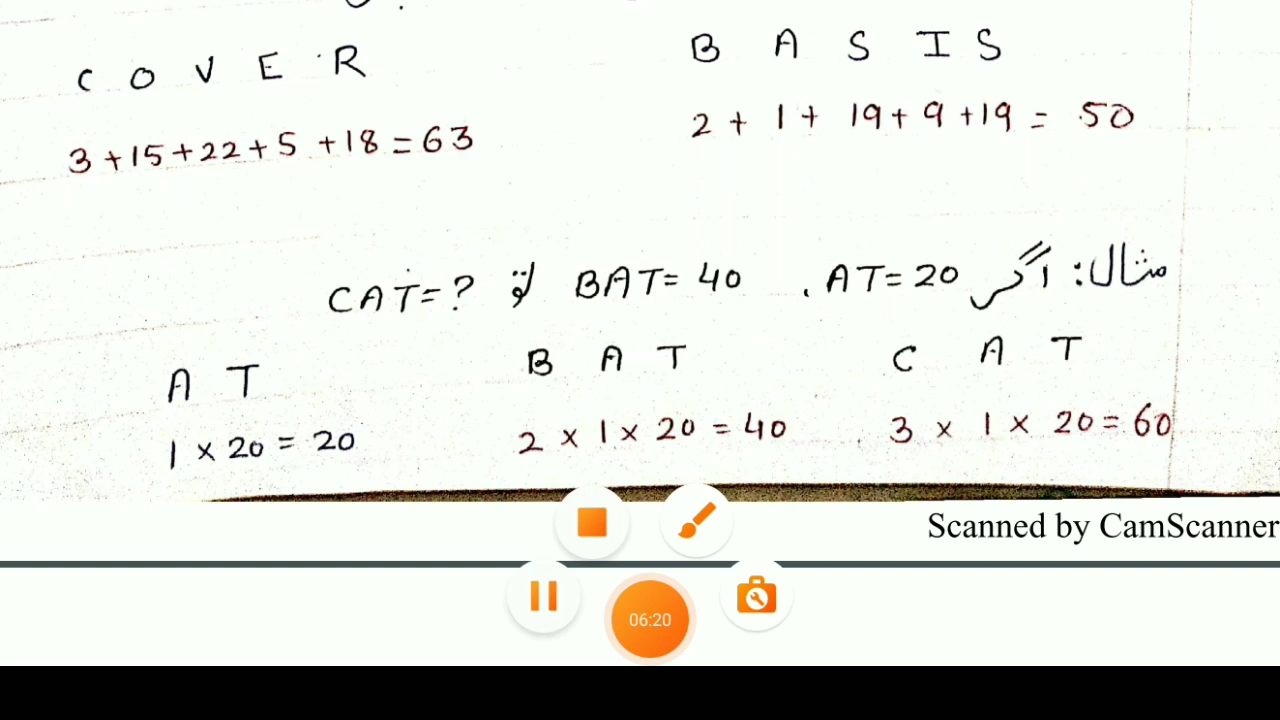 C O V E R
3+15+22+5+18=63
B A S I S
2+1+19+9+19=50
مثال: اگر AT=20 ، BAT=40 تو CAT=?
A T
1×20=20
B A T
2×1×20=40
C A T
3×1×20=60
Scanned by CamScanner
06:20